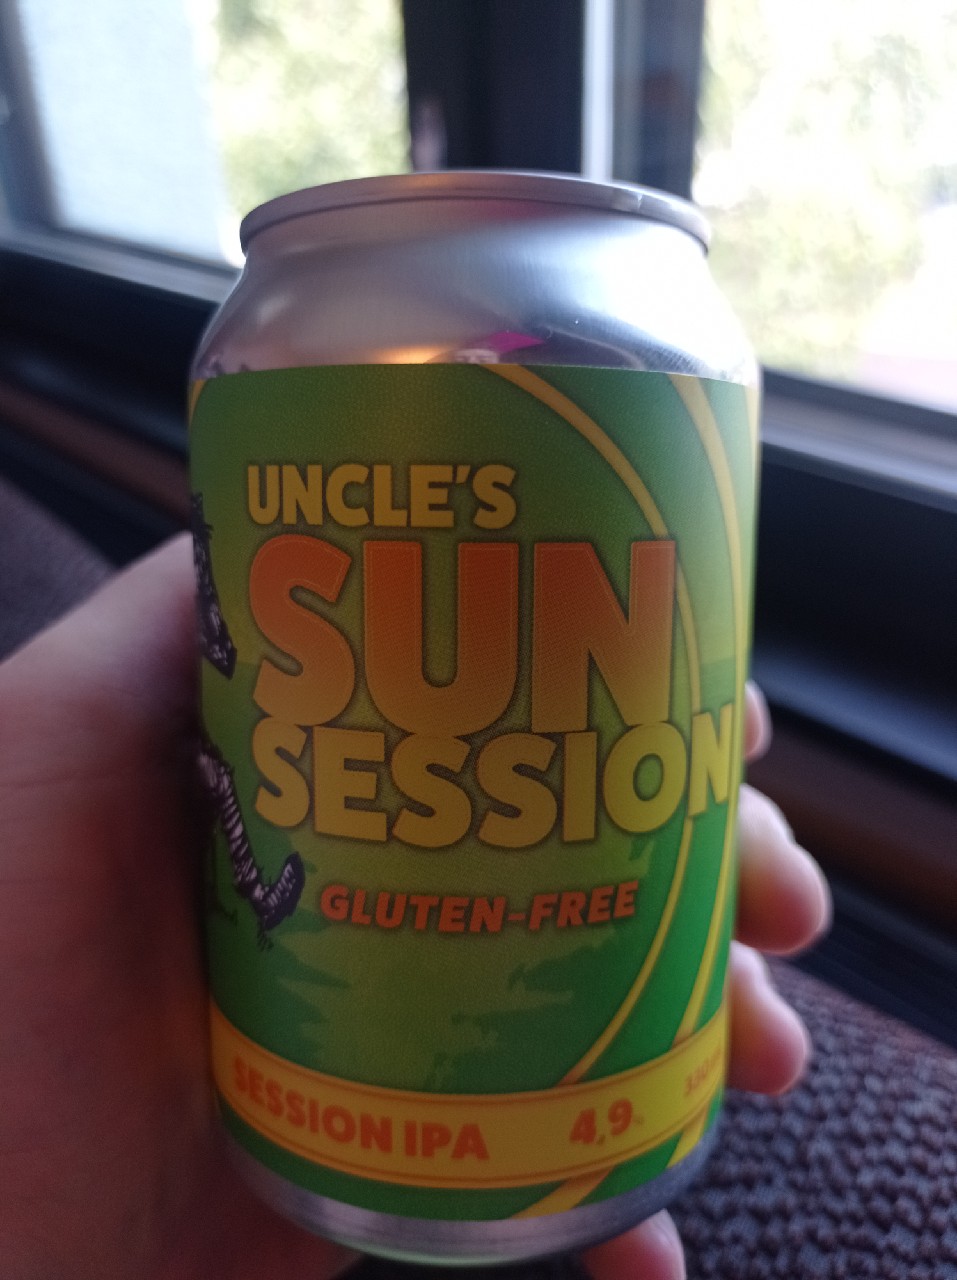 UNCLE'S
SUN
SESSION
GLUTEN-FREE
SESSION IPA 4,9%